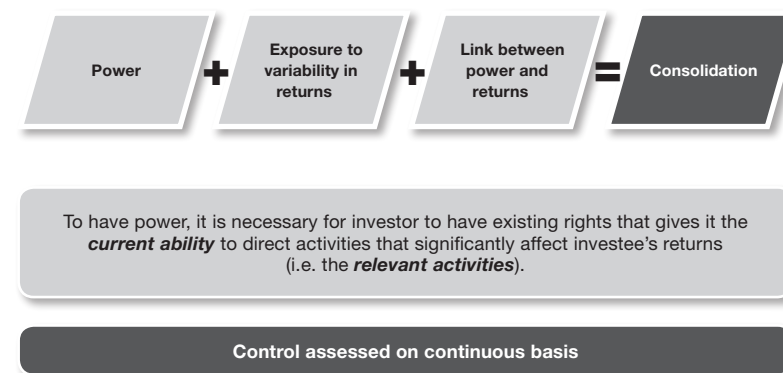 Power
+
Exposure to
variability in
returns
+
Link between
power and
returns
=
Consolidation
To have power, it is necessary for investor to have existing rights that gives it the
current ability to direct activities that significantly affect investee's returns
(i.e. the relevant activities).
Control assessed on continuous basis